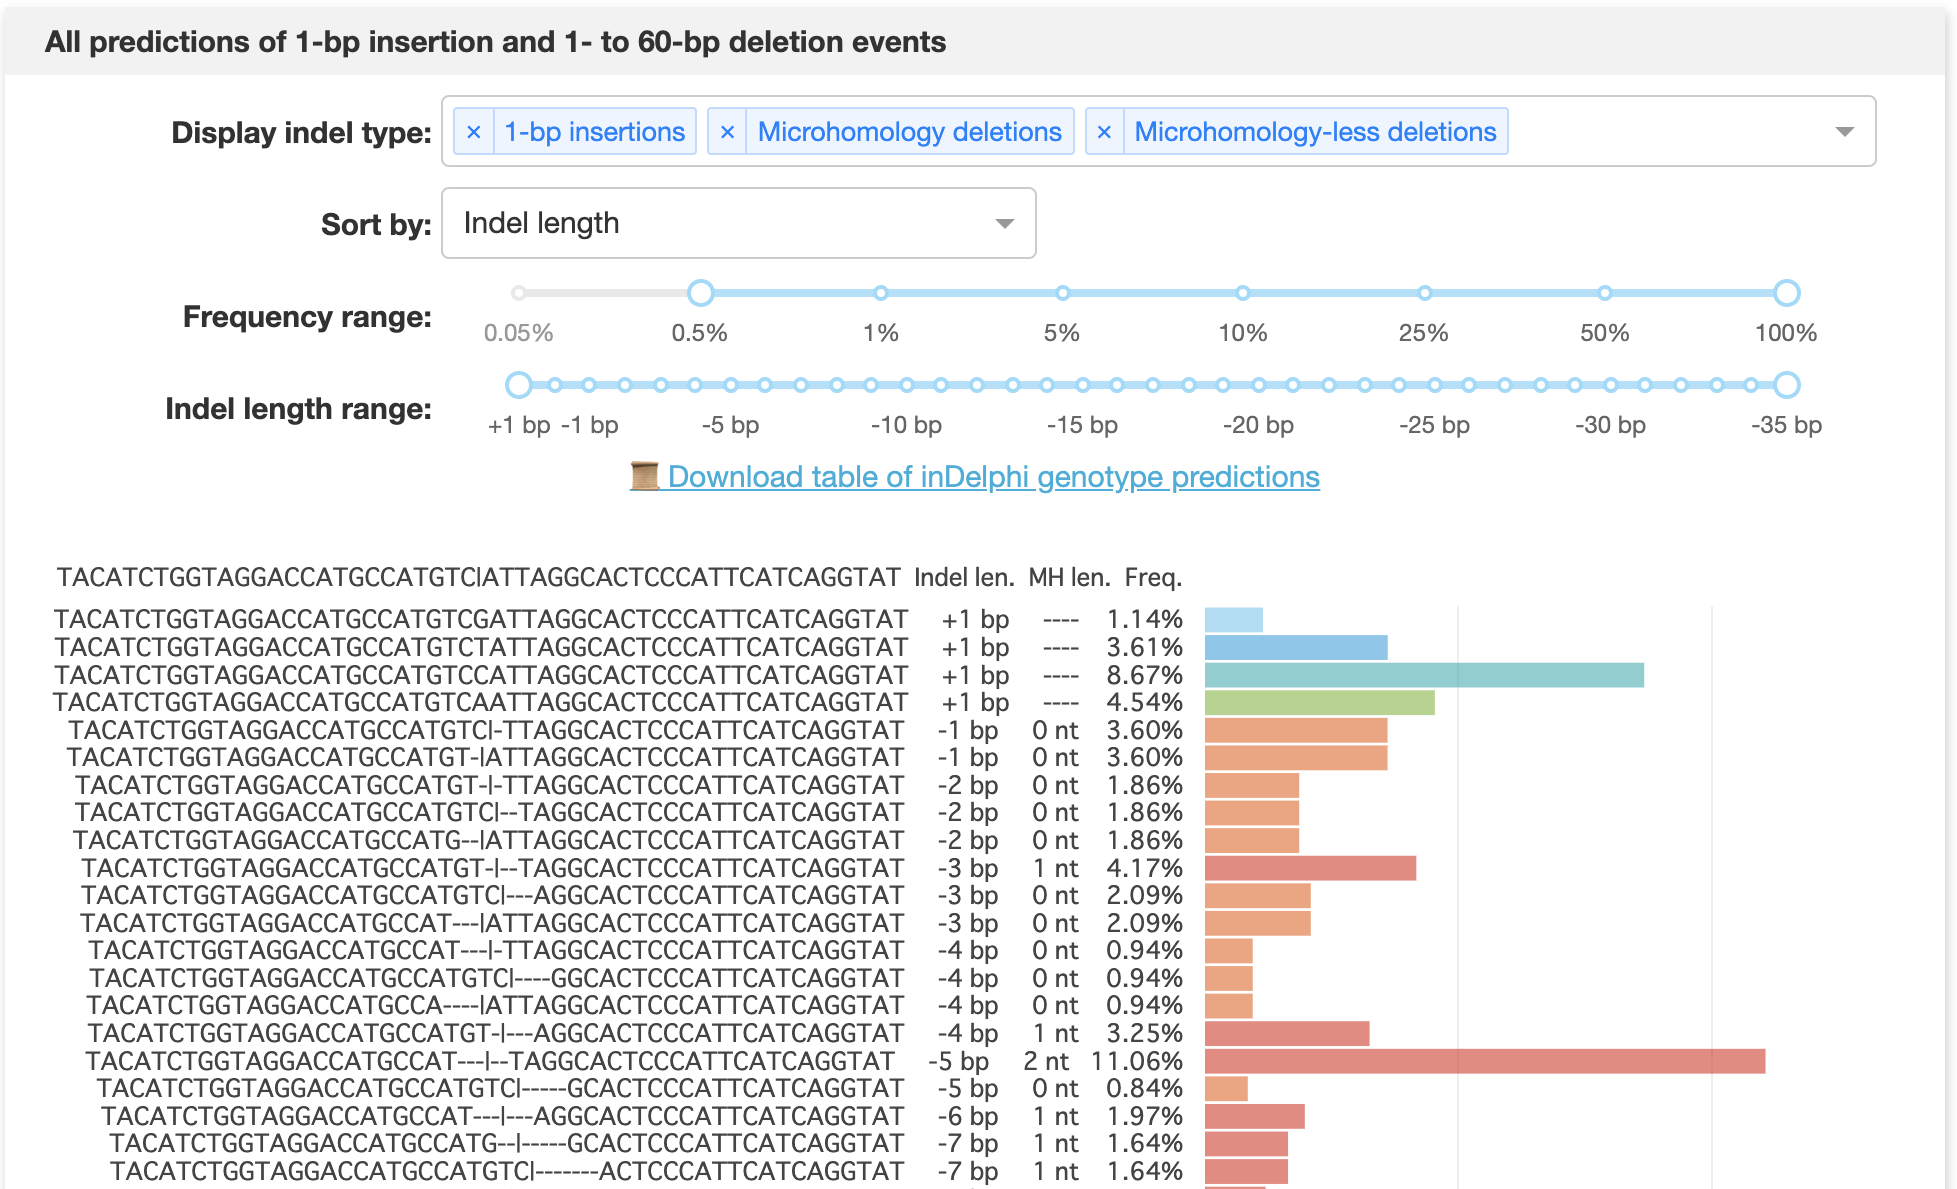 All predictions of 1-bp insertion and 1- to 60-bp deletion events
Display indel type: × 1-bp insertions × Microhomology deletions × Microhomology-less deletions
Sort by: Indel length
Frequency range:
0.05% 0.5% 1% 5% 10% 25% 50% 100%
Indel length range:
+1 bp -1 bp -5 bp -10 bp -15 bp -20 bp -25 bp -30 bp -35 bp
Download table of inDelphi genotype predictions
TACATCTGGTAGGACCATGCCATGTC|ATTAGGCACTCCCATTCATCAGGTAT Indel len. MH len. Freq.
TACATCTGGTAGGACCATGCCATGTCGATTAGGCACTCCCATTCATCAGGTAT +1 bp ---- 1.14%
TACATCTGGTAGGACCATGCCATGTCTATTAGGCACTCCCATTCATCAGGTAT +1 bp ---- 3.61%
TACATCTGGTAGGACCATGCCATGTCCATTAGGCACTCCCATTCATCAGGTAT +1 bp ---- 8.67%
TACATCTGGTAGGACCATGCCATGTCAATTAGGCACTCCCATTCATCAGGTAT +1 bp ---- 4.54%
TACATCTGGTAGGACCATGCCATGTC|-TTAGGCACTCCCATTCATCAGGTAT -1 bp 0 nt 3.60%
TACATCTGGTAGGACCATGCCATGT-|ATTAGGCACTCCCATTCATCAGGTAT -1 bp 0 nt 3.60%
TACATCTGGTAGGACCATGCCATGT-|-TTAGGCACTCCCATTCATCAGGTAT -2 bp 0 nt 1.86%
TACATCTGGTAGGACCATGCCATGTC|--TAGGCACTCCCATTCATCAGGTAT -2 bp 0 nt 1.86%
TACATCTGGTAGGACCATGCCATG--|ATTAGGCACTCCCATTCATCAGGTAT -2 bp 0 nt 1.86%
TACATCTGGTAGGACCATGCCATGT-|--TAGGCACTCCCATTCATCAGGTAT -3 bp 1 nt 4.17%
TACATCTGGTAGGACCATGCCATGTC|---AGGCACTCCCATTCATCAGGTAT -3 bp 0 nt 2.09%
TACATCTGGTAGGACCATGCCAT---|ATTAGGCACTCCCATTCATCAGGTAT -3 bp 0 nt 2.09%
TACATCTGGTAGGACCATGCCAT---|-TTAGGCACTCCCATTCATCAGGTAT -4 bp 0 nt 0.94%
TACATCTGGTAGGACCATGCCATGTC|----GGCACTCCCATTCATCAGGTAT -4 bp 0 nt 0.94%
TACATCTGGTAGGACCATGCCA----|ATTAGGCACTCCCATTCATCAGGTAT -4 bp 0 nt 0.94%
TACATCTGGTAGGACCATGCCATGT-|---AGGCACTCCCATTCATCAGGTAT -4 bp 1 nt 3.25%
TACATCTGGTAGGACCATGCCAT---|--TAGGCACTCCCATTCATCAGGTAT -5 bp 2 nt 11.06%
TACATCTGGTAGGACCATGCCATGTC|-----GCACTCCCATTCATCAGGTAT -5 bp 0 nt 0.84%
TACATCTGGTAGGACCATGCCAT---|---AGGCACTCCCATTCATCAGGTAT -6 bp 1 nt 1.97%
TACATCTGGTAGGACCATGCCATG--|-----GCACTCCCATTCATCAGGTAT -7 bp 1 nt 1.64%
TACATCTGGTAGGACCATGCCATGTC|-------ACTCCCATTCATCAGGTAT -7 bp 1 nt 1.64%